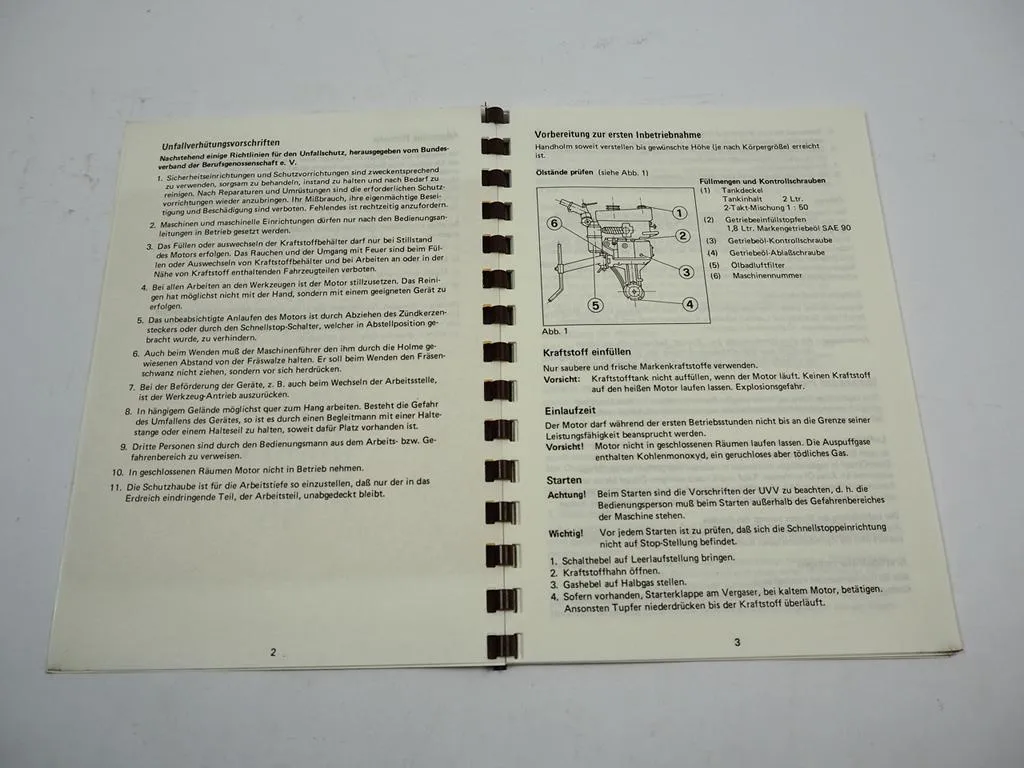 Unfallverhütungsvorschriften
Nachstehend einige Richtlinien für den Unfallschutz, herausgegeben vom Bundes-
verband der Berufsgenossenschaft e. V.
1. Sicherheitseinrichtungen und Schutzvorrichtungen sind zweckentsprechend
zu verwenden, sorgsam zu behandeln, instand zu halten und nach Bedarf zu
reinigen. Nach Reparaturen und Umrüstungen sind die erforderlichen Schutz-
vorrichtungen wieder anzubringen. Ihr Mißbrauch, ihre eigenmächtige Besei-
tigung und Beschädigung sind verboten. Fehlendes ist rechtzeitig anzufordern.
2. Maschinen und maschinelle Einrichtungen dürfen nur nach den Bedienungsan-
leitungen in Betrieb gesetzt werden.
3. Das Füllen oder auswechseln der Kraftstoffbehälter darf nur bei Stillstand
des Motors erfolgen. Das Rauchen und der Umgang mit Feuer sind beim Fül-
len oder Auswechseln von Kraftstoffbehälter und bei Arbeiten an oder in der
Nähe von Kraftstoff enthaltenden Fahrzeugteilen verboten.
4. Bei allen Arbeiten an den Werkzeugen ist der Motor stillzusetzen. Das Reini-
gen hat möglichst nicht mit der Hand, sondern mit einem geeigneten Gerät zu
erfolgen.
5. Das unbeabsichtigte Anlaufen des Motors ist durch Abziehen des Zündkerzen-
steckers oder durch den Schnellstop-Schalter, welcher in Abstellposition ge-
bracht wurde, zu verhindern.
6. Auch beim Wenden muß der Maschinenführer den ihm durch die Holme ge-
wiesenen Abstand von der Fräswalze halten. Er soll beim Wenden den Fräsen-
schwanz nicht ziehen, sondern vor sich herdrücken.
7. Bei der Beförderung der Geräte, z. B. auch beim Wechseln der Arbeitsstelle,
ist der Werkzeug-Antrieb auszurücken.
8. In hängigem Gelände möglichst quer zum Hang arbeiten. Besteht die Gefahr
des Umfallens des Gerätes, so ist es durch einen Begleitmann mit einer Halte-
stange oder einem Halteseil zu halten, soweit dafür Platz vorhanden ist.
9. Dritte Personen sind durch den Bedienungsmann aus dem Arbeits- bzw. Ge-
fahrenbereich zu verweisen.
10. In geschlossenen Räumen Motor nicht in Betrieb nehmen.
11. Die Schutzhaube ist für die Arbeitstiefe so einzustellen, daß nur der in das
Erdreich eindringende Teil, der Arbeitsteil, unabgedeckt bleibt.
2
Vorbereitung zur ersten Inbetriebnahme
Handholm soweit verstellen bis gewünschte Höhe (je nach Körpergröße) erreicht
ist.
Ölstände prüfen (siehe Abb. 1)
1
2
3
4
5
6
Abb. 1
Füllmengen und Kontrollschrauben
(1) Tankdeckel
Tankinhalt 2 Ltr.
2-Takt-Mischung 1 : 50
(2) Getriebeeinfüllstopfen
1,8 Ltr. Markengetriebeöl SAE 90
(3) Getriebeöl-Kontrollschraube
(4) Getriebeöl-Ablaßschraube
(5) Ölbadluftfilter
(6) Maschinennummer
Kraftstoff einfüllen
Nur saubere und frische Markenkraftstoffe verwenden.
Vorsicht: Kraftstofftank nicht auffüllen, wenn der Motor läuft. Keinen Kraftstoff
auf den heißen Motor laufen lassen. Explosionsgefahr.
Einlaufzeit
Der Motor darf während der ersten Betriebsstunden nicht bis an die Grenze seiner
Leistungsfähigkeit beansprucht werden.
Vorsicht! Motor nicht in geschlossenen Räumen laufen lassen. Die Auspuffgase
enthalten Kohlenmonoxyd, ein geruchloses aber tödliches Gas.
Starten
Achtung! Beim Starten sind die Vorschriften der UVV zu beachten, d. h. die
Bedienungsperson muß beim Starten außerhalb des Gefahrenbereiches
der Maschine stehen.
Wichtig! Vor jedem Starten ist zu prüfen, daß sich die Schnellstoppeinrichtung
nicht auf Stop-Stellung befindet.
1. Schalthebel auf Leerlaufstellung bringen.
2. Kraftstoffhahn öffnen.
3. Gashebel auf Halbgas stellen.
4. Sofern vorhanden, Starterklappe am Vergaser, bei kaltem Motor, betätigen.
Ansonsten Tupfer niederdrücken bis der Kraftstoff überläuft.
3